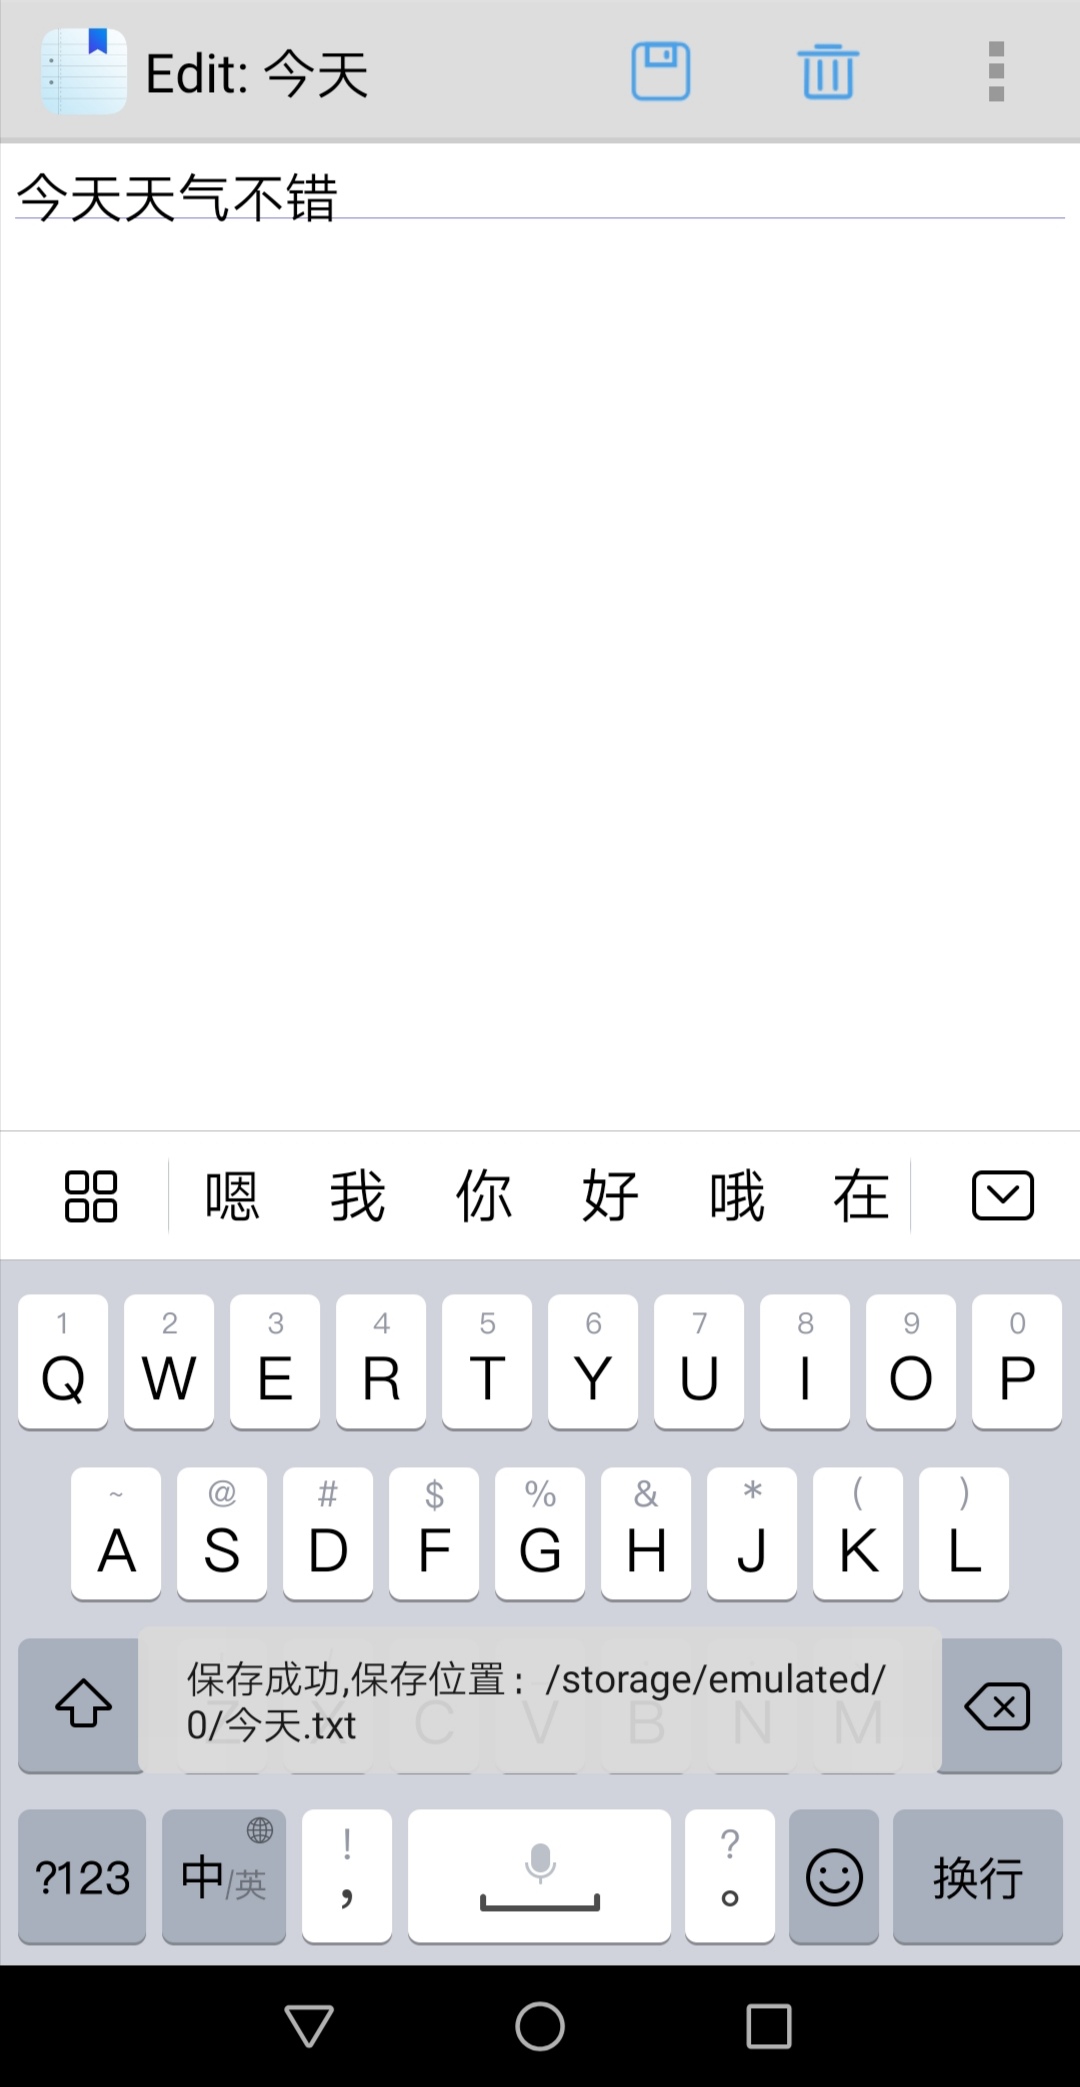 Edit: 今天
今天天气不错
嗯 我 你 好 哦 在
1 2 3 4 5 6 7 8 9 0
Q W E R T Y U I O P
~ @ # $ % & * ( )
A S D F G H J K L
保存成功,保存位置：/storage/emulated/
0/今天.txt
Z X C V B N M
! ?
?123 中/英 , 。 换行